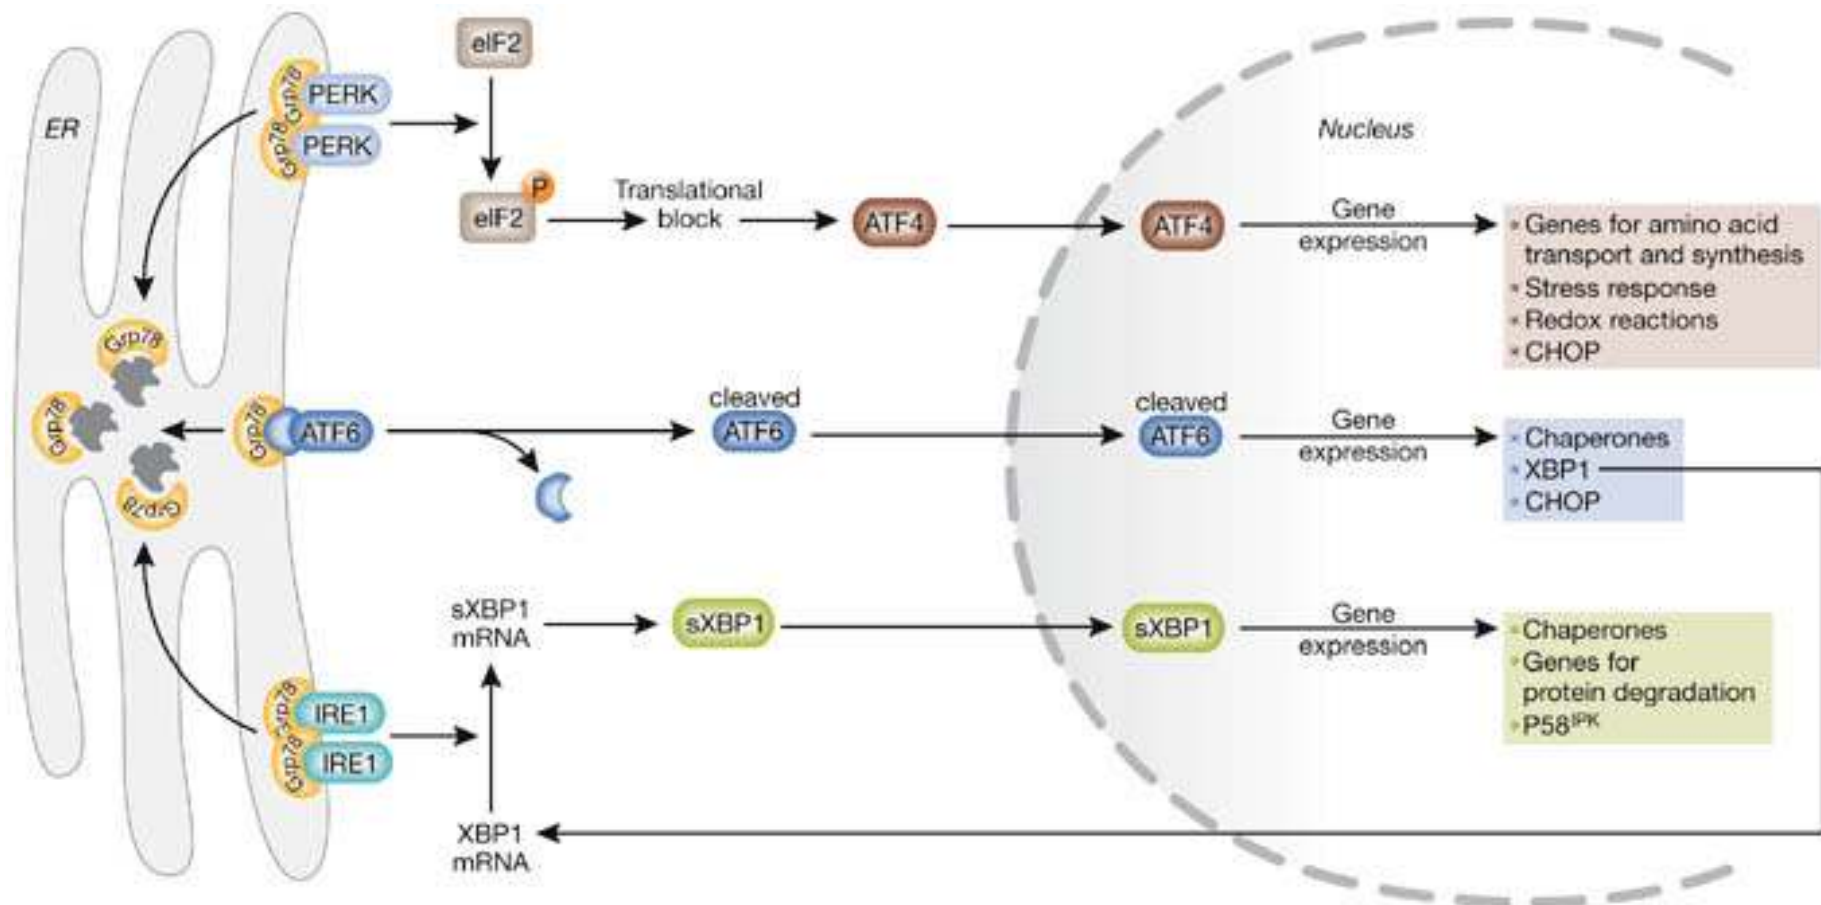 eIF2
Grp78
PERK
Grp78
PERK
ER
Nucleus
P
eIF2
Translational
block
ATF4
ATF4
Gene
expression
• Genes for amino acid
transport and synthesis
• Stress response
• Redox reactions
• CHOP
Grp78
Grp78
Grp78
Grp78
ATF6
cleaved
ATF6
cleaved
ATF6
Gene
expression
• Chaperones
• XBP1
• CHOP
sXBP1
mRNA
sXBP1
sXBP1
Gene
expression
• Chaperones
• Genes for
protein degradation
• P58IPK
Grp78
IRE1
Grp78
IRE1
XBP1
mRNA